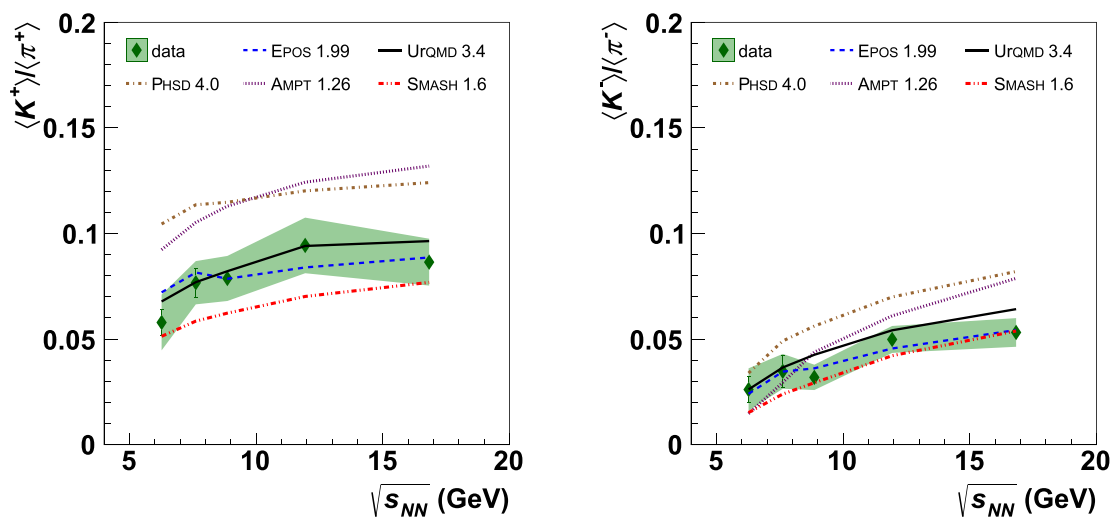 ⟨K⁺⟩/⟨π⁺⟩
0.2
0.15
0.1
0.05
0
data
EPOS 1.99
URQMD 3.4
PHSD 4.0
AMPT 1.26
SMASH 1.6
5 10 15 20
√s_NN (GeV)
⟨K⁻⟩/⟨π⁻⟩
0.2
0.15
0.1
0.05
0
data
EPOS 1.99
URQMD 3.4
PHSD 4.0
AMPT 1.26
SMASH 1.6
5 10 15 20
√s_NN (GeV)